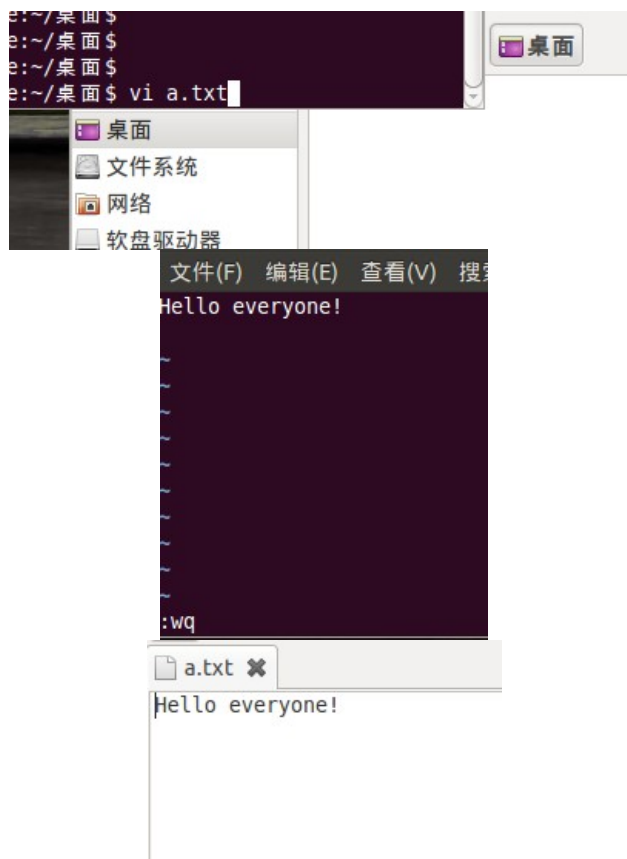 e:~/桌面$
e:~/桌面$
e:~/桌面$
e:~/桌面$ vi a.txt
桌面
桌面
文件系统
网络
软盘驱动器
文件(F) 编辑(E) 查看(V)
Hello everyone!
~
~
~
~
~
~
~
~
~
~
:wq
a.txt
Hello everyone!